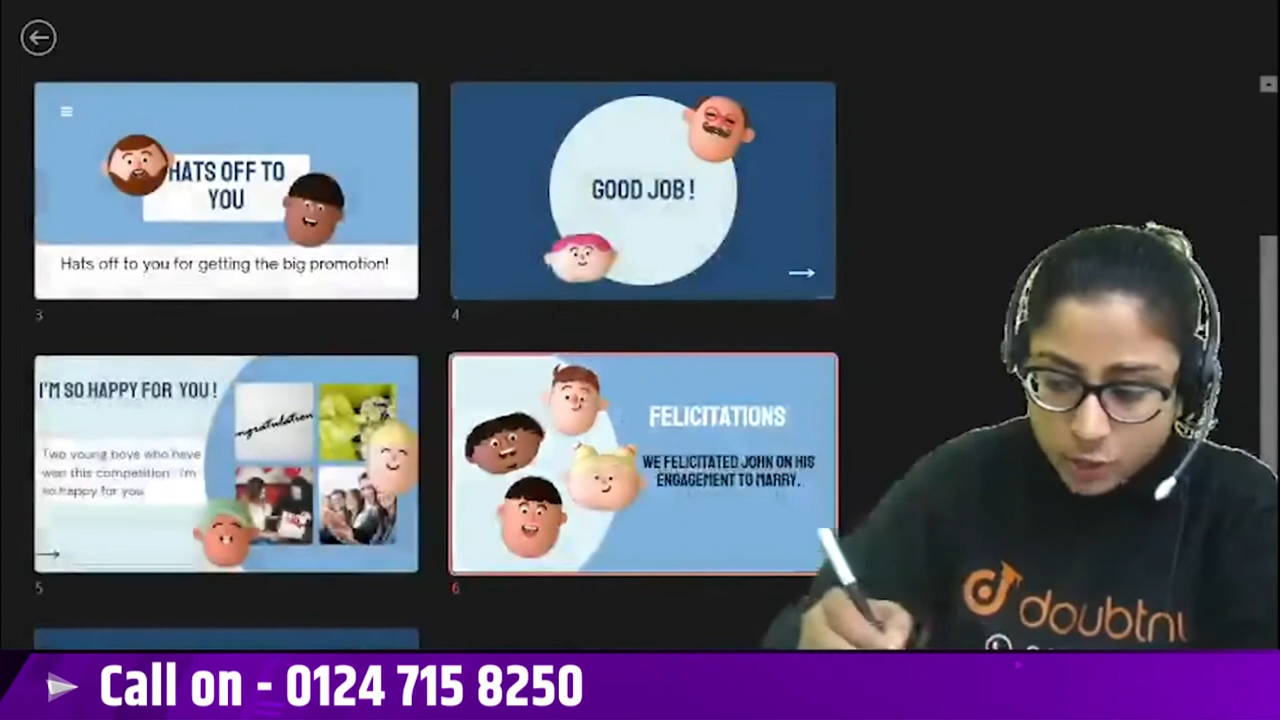 HATS OFF TO
YOU
Hats off to you for getting the big promotion!
3
GOOD JOB !
4
I'M SO HAPPY FOR YOU !
ngratulation
Two young boys who have
won this competition. I'm
so happy for you.
5
FELICITATIONS
WE FELICITATED JOHN ON HIS
ENGAGEMENT TO MARRY.
6
doubtnu
Call on - 0124 715 8250